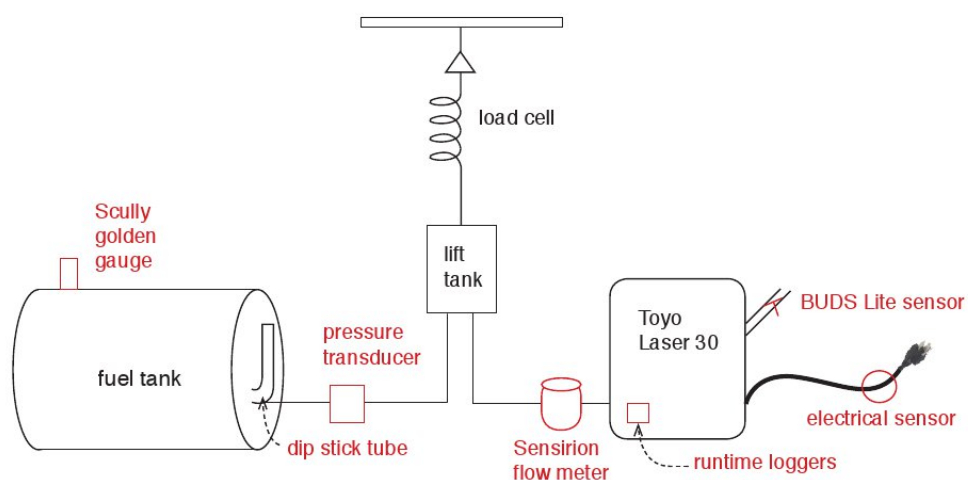 load cell
Scully
golden
gauge
lift
tank
BUDS Lite sensor
Toyo
Laser 30
pressure
transducer
fuel tank
electrical sensor
dip stick tube
Sensirion
flow meter
runtime loggers